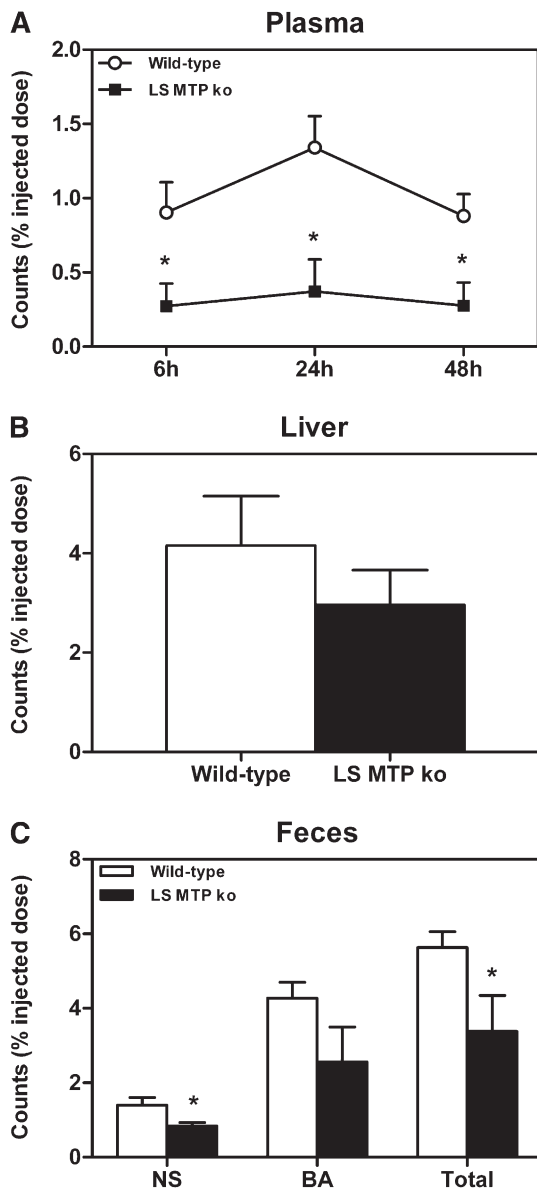 A
Plasma
Counts (% injected dose)
2.0
1.5
1.0
0.5
0.0
Wild-type
LS MTP ko
*
*
*
6h
24h
48h
B
Liver
Counts (% injected dose)
6
4
2
0
Wild-type
LS MTP ko
C
Feces
Counts (% injected dose)
8
6
4
2
0
Wild-type
LS MTP ko
*
*
NS
BA
Total